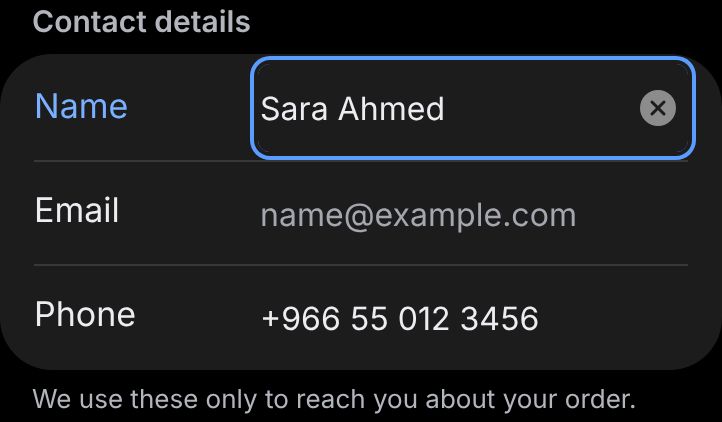 Contact details
Name Sara Ahmed
Email name@example.com
Phone +966 55 012 3456
We use these only to reach you about your order.